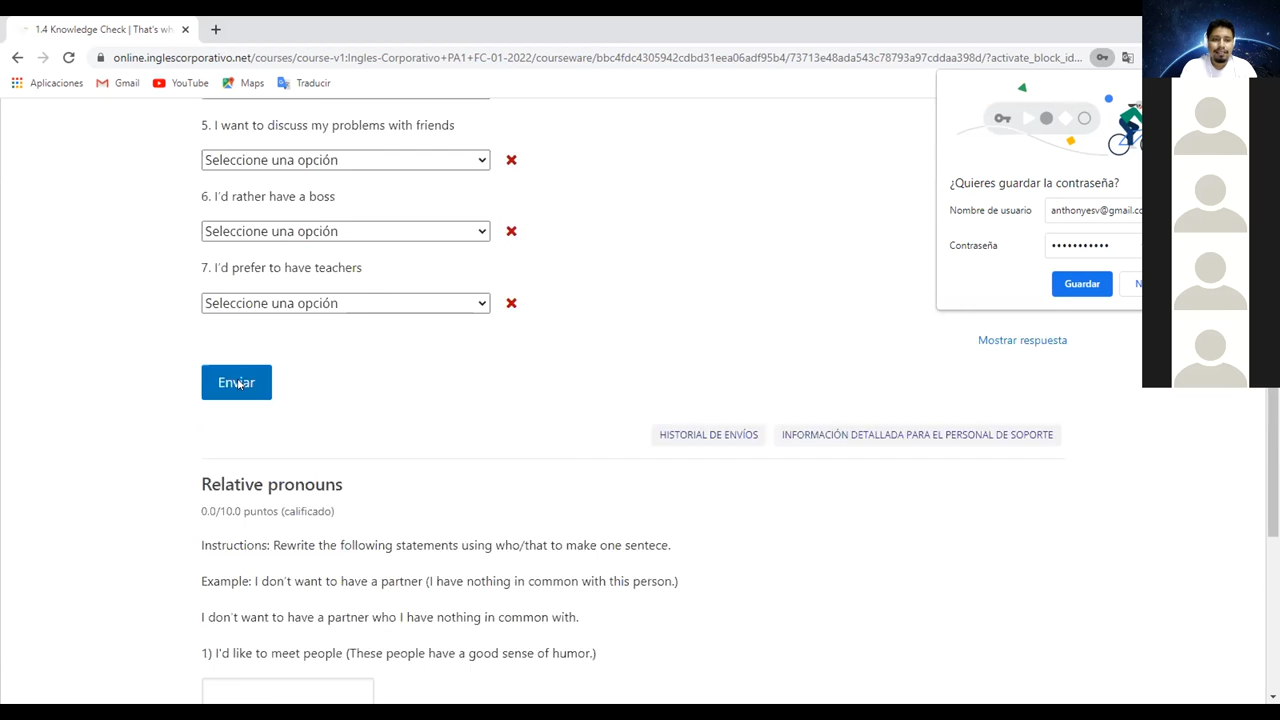 1.4 Knowledge Check | That's wh
online.inglescorporativo.net/courses/course-v1:Ingles-Corporativo+PA1+FC-01-2022/courseware/bbc4fdc4305942cdbd31eea06adf95b4/73713e48ada543c78793a97cddaa398d/?activate_block_id...
Aplicaciones Gmail YouTube Maps Traducir
5. I want to discuss my problems with friends
Seleccione una opción
6. I'd rather have a boss
Seleccione una opción
7. I'd prefer to have teachers
Seleccione una opción
¿Quieres guardar la contraseña?
Nombre de usuario anthonyesv@gmail.co
Contraseña •••••••••••
Guardar N
Mostrar respuesta
Enviar
HISTORIAL DE ENVÍOS INFORMACIÓN DETALLADA PARA EL PERSONAL DE SOPORTE
Relative pronouns
0.0/10.0 puntos (calificado)
Instructions: Rewrite the following statements using who/that to make one sentece.
Example: I don't want to have a partner (I have nothing in common with this person.)
I don't want to have a partner who I have nothing in common with.
1) I'd like to meet people (These people have a good sense of humor.)